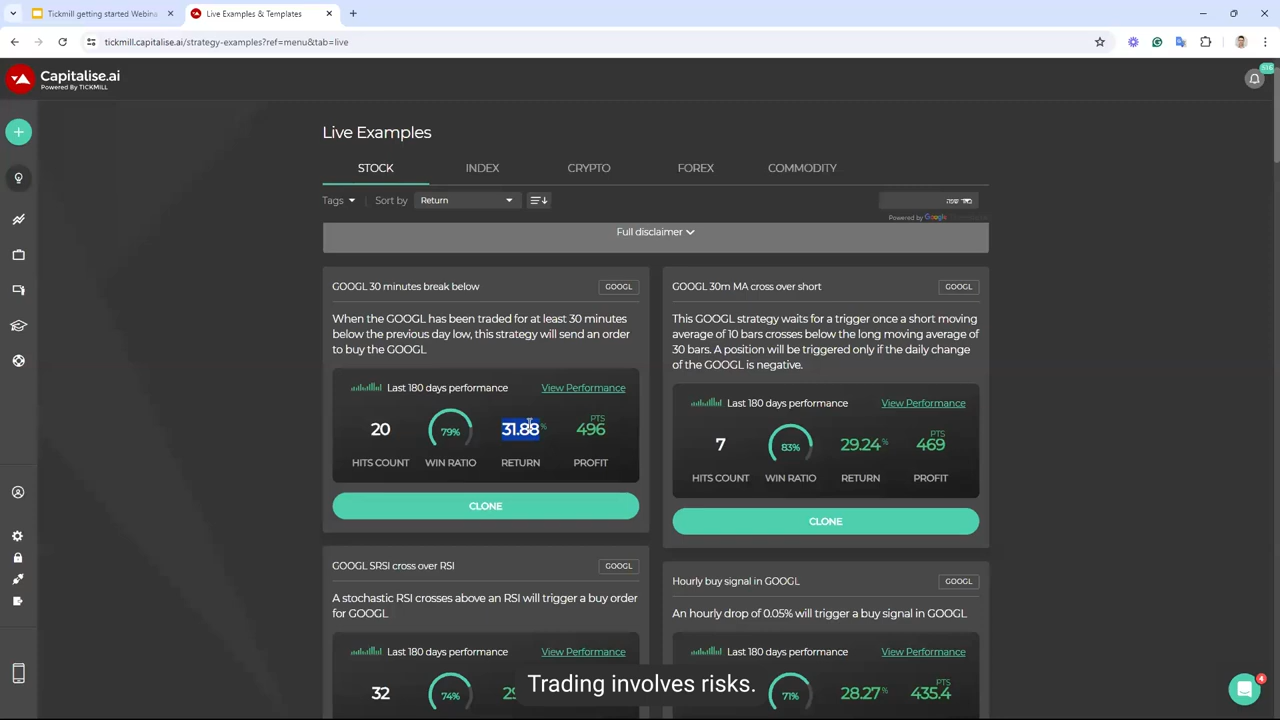 Tickmill getting started Webina
Live Examples & Templates
tickmill.capitalise.ai/strategy-examples?ref=menu&tab=live
Capitalise.ai
Powered By TICKMILL
Live Examples
STOCK
INDEX
CRYPTO
FOREX
COMMODITY
Tags
Sort by
Return
Powered by Google
Full disclaimer
GOOGL 30 minutes break below
GOOGL
When the GOOGL has been traded for at least 30 minutes
below the previous day low, this strategy will send an order
to buy the GOOGL
Last 180 days performance
View Performance
20
79%
31.88%
PTS
496
HITS COUNT
WIN RATIO
RETURN
PROFIT
CLONE
GOOGL 30m MA cross over short
GOOGL
This GOOGL strategy waits for a trigger once a short moving
average of 10 bars crosses below the long moving average of
30 bars. A position will be triggered only if the daily change
of the GOOGL is negative.
Last 180 days performance
View Performance
7
83%
29.24%
PTS
469
HITS COUNT
WIN RATIO
RETURN
PROFIT
CLONE
GOOGL SRSI cross over RSI
GOOGL
A stochastic RSI crosses above an RSI will trigger a buy order
for GOOGL
Last 180 days performance
View Performance
32
74%
Hourly buy signal in GOOGL
GOOGL
An hourly drop of 0.05% will trigger a buy signal in GOOGL
Last 180 days performance
View Performance
71%
28.27%
PTS
435.4
Trading involves risks.
4